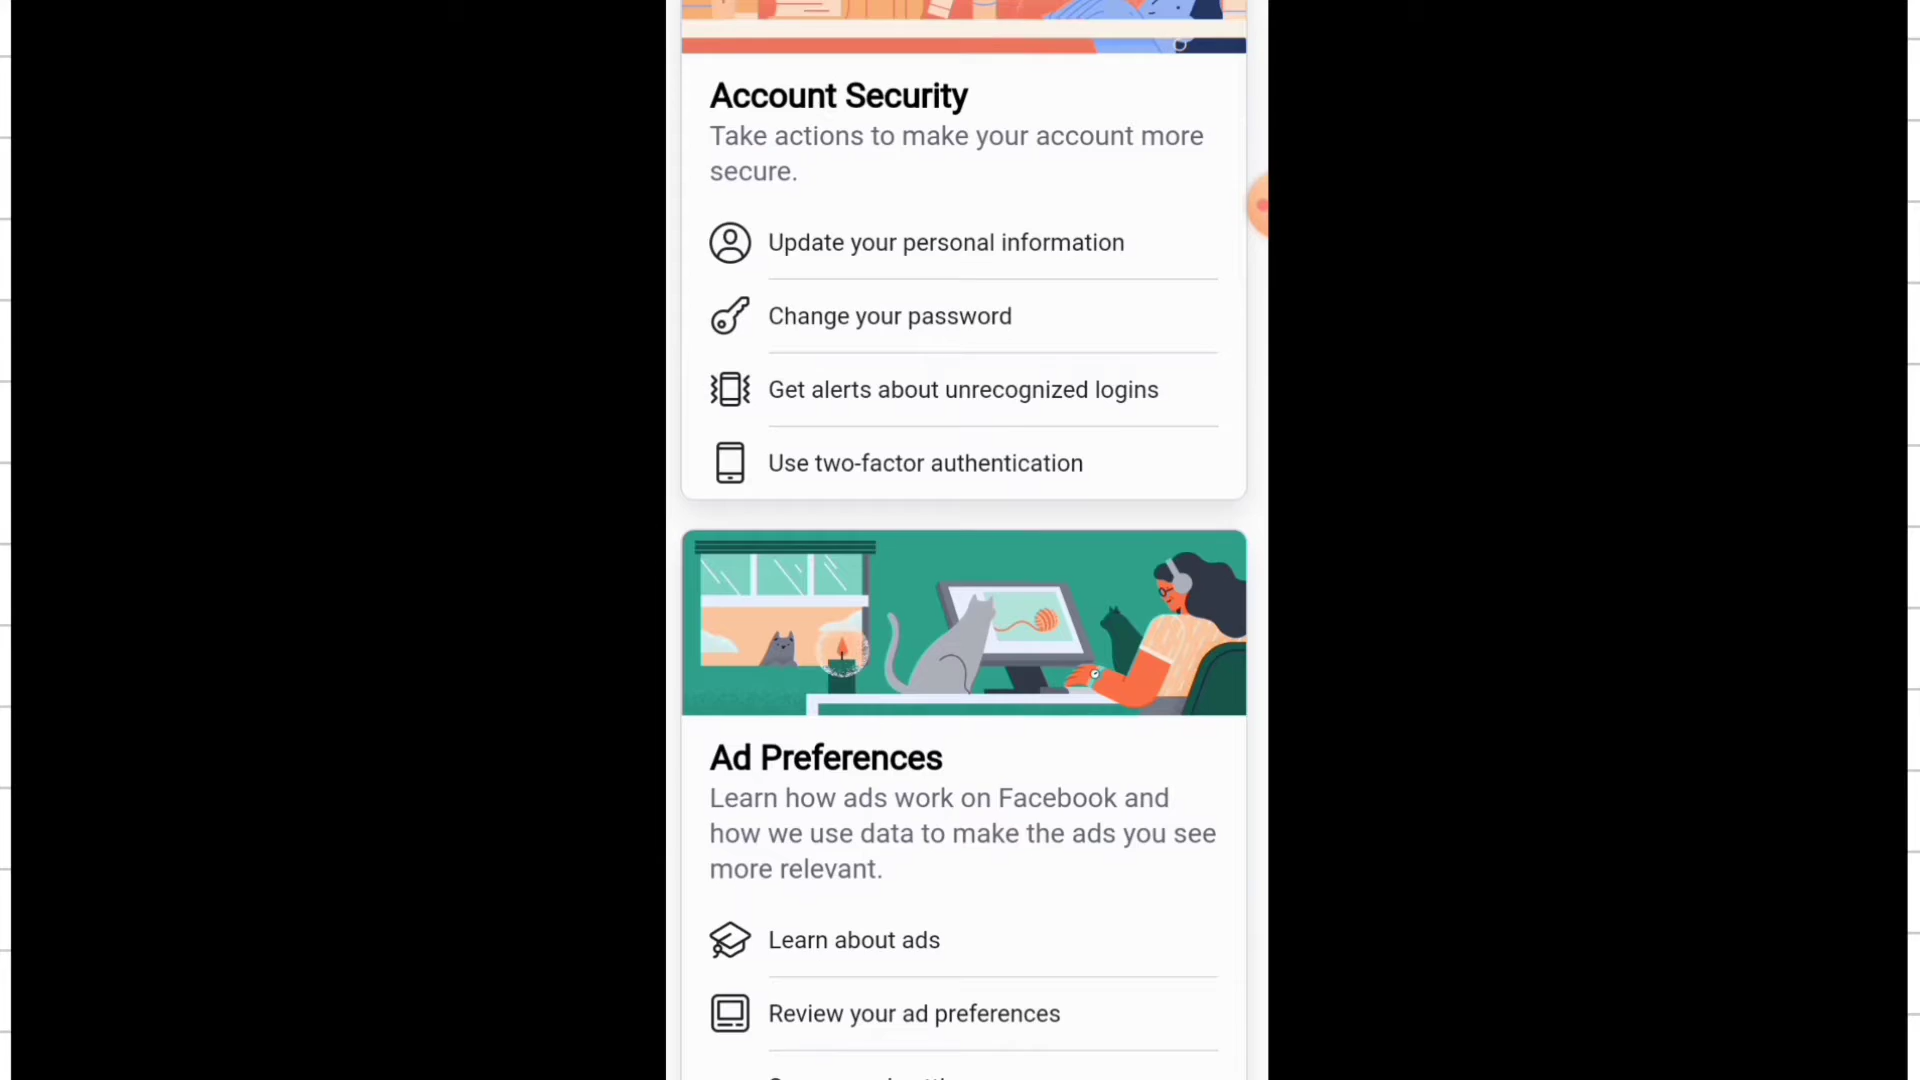 Account Security
Take actions to make your account more
secure.
Update your personal information
Change your password
Get alerts about unrecognized logins
Use two-factor authentication
Ad Preferences
Learn how ads work on Facebook and
how we use data to make the ads you see
more relevant.
Learn about ads
Review your ad preferences